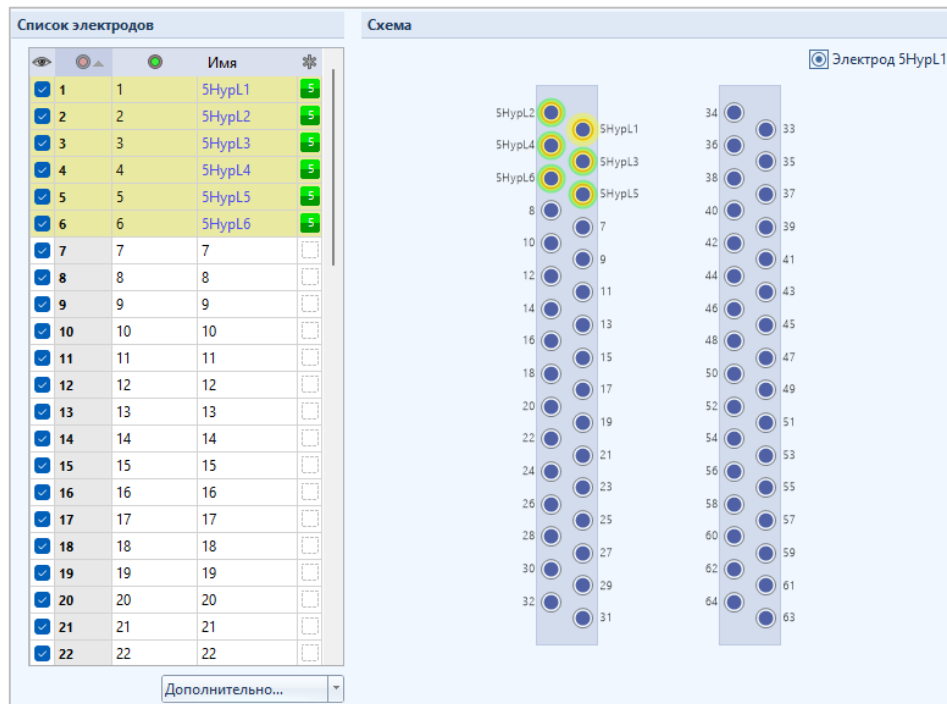 Список электродов
Имя
1 1 5HypL1 5
2 2 5HypL2 5
3 3 5HypL3 5
4 4 5HypL4 5
5 5 5HypL5 5
6 6 5HypL6 5
7 7 7
8 8 8
9 9 9
10 10 10
11 11 11
12 12 12
13 13 13
14 14 14
15 15 15
16 16 16
17 17 17
18 18 18
19 19 19
20 20 20
21 21 21
22 22 22
Дополнительно...
Схема
Электрод 5HypL1
5HypL2 34
5HypL1 33
5HypL4 36
5HypL3 35
5HypL6 38
5HypL5 37
8 40
7 39
10 42
9 41
12 44
11 43
14 46
13 45
16 48
15 47
18 50
17 49
20 52
19 51
22 54
21 53
24 56
23 55
26 58
25 57
28 60
27 59
30 62
29 61
32 64
31 63